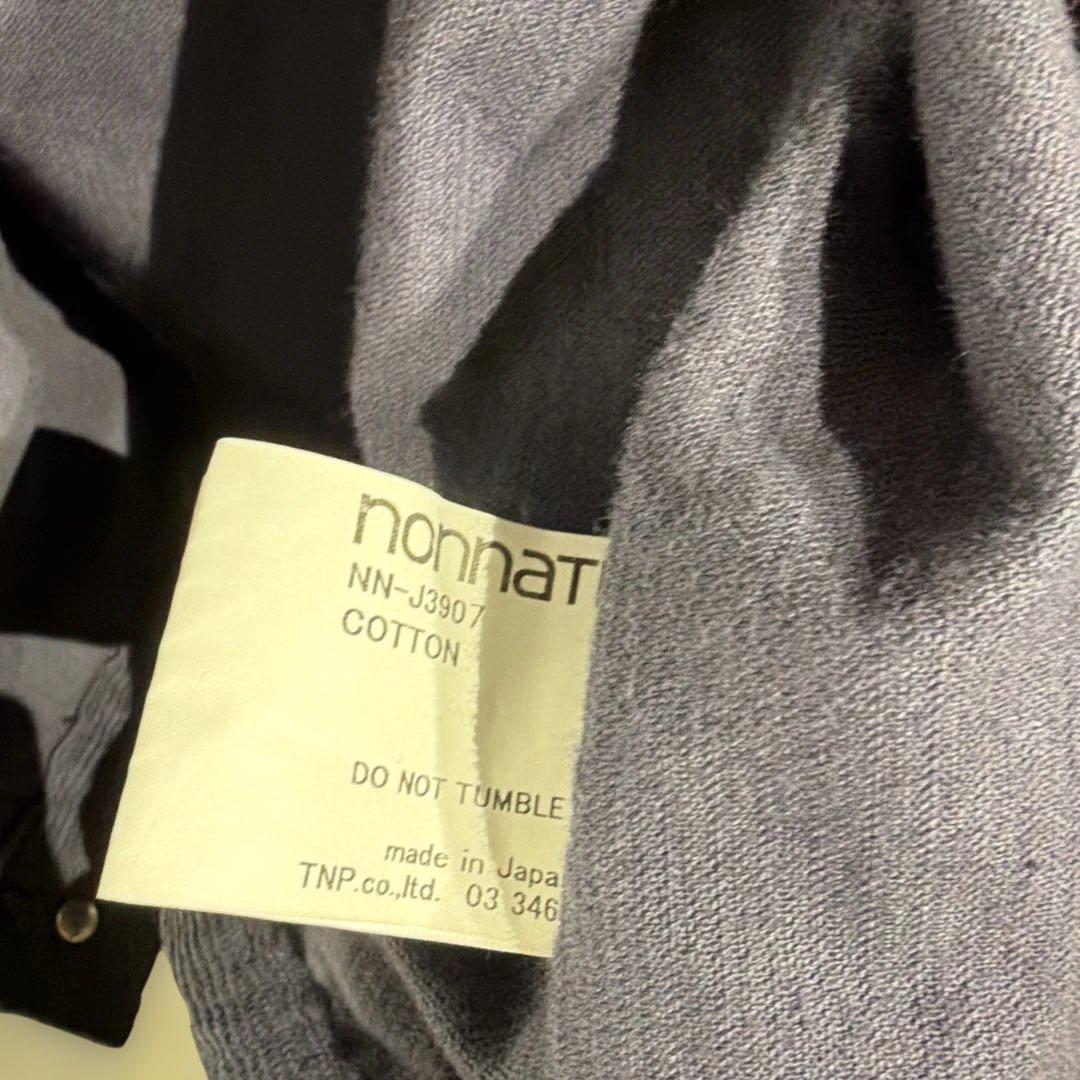 nonnat
NN-J3907
COTTON
DO NOT TUMBLE
made in Japa
TNP.co.,ltd. 03 346